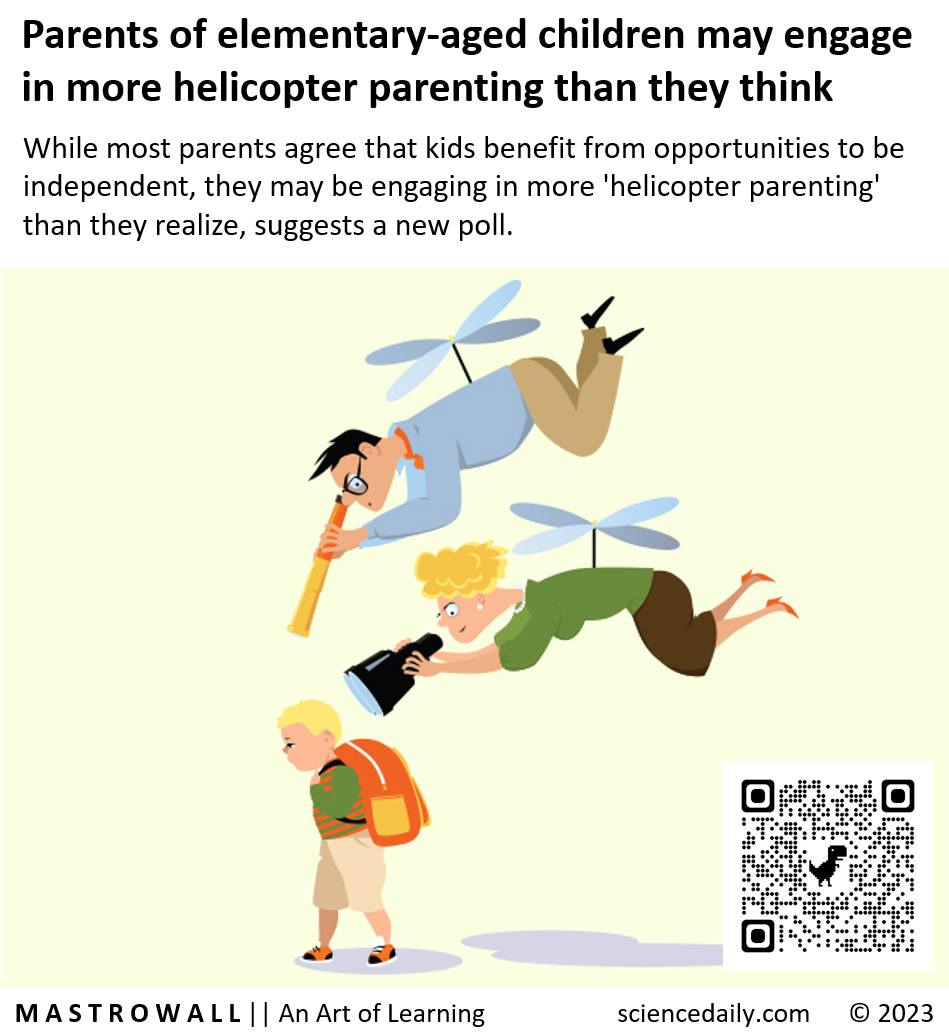 Parents of elementary-aged children may engage
in more helicopter parenting than they think
While most parents agree that kids benefit from opportunities to be
independent, they may be engaging in more 'helicopter parenting'
than they realize, suggests a new poll.
MASTROWALL|| An Art of Learning sciencedaily.com © 2023